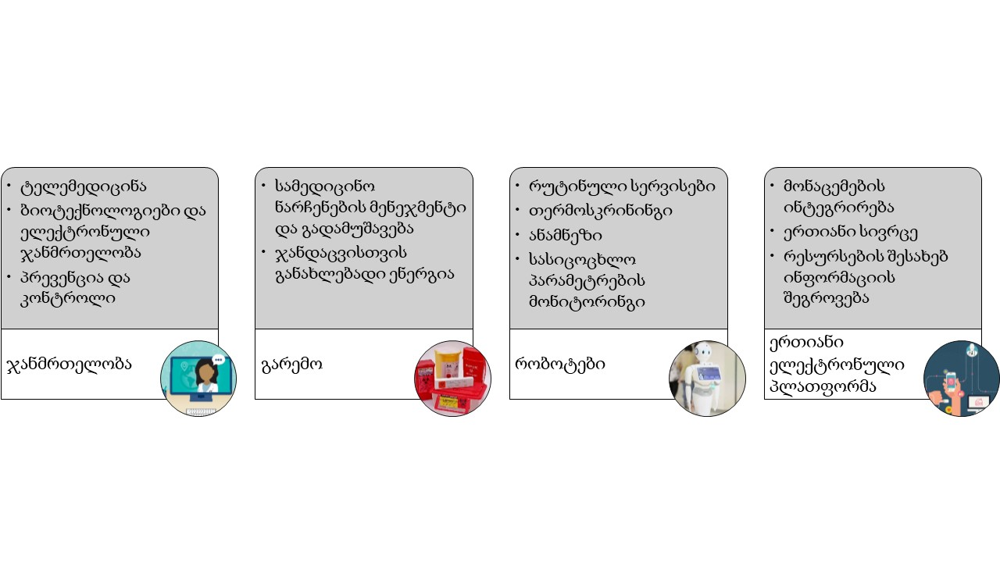 • ტელემედიცინა
• ბიოტექნოლოგიები და
ელექტრონული
ჯანმრთელობა
• პრევენცია და
კონტროლი
ჯანმრთელობა
• სამედიცინო
ნარჩენების მენეჯმენტი
და გადამუშავება
• ჯანდაცვისთვის
განახლებადი ენერგია
გარემო
• რუტინული სერვისები
• თერმოსკრინინგი
• ანამნეზი
• სასიცოცხლო
პარამეტრების
მონიტორინგი
რობოტები
• მონაცემების
ინტეგრირება
• ერთიანი სივრცე
• რესურსების შესახებ
ინფორმაციის
შეგროვება
ერთიანი
ელექტრონული
პლათფორმა